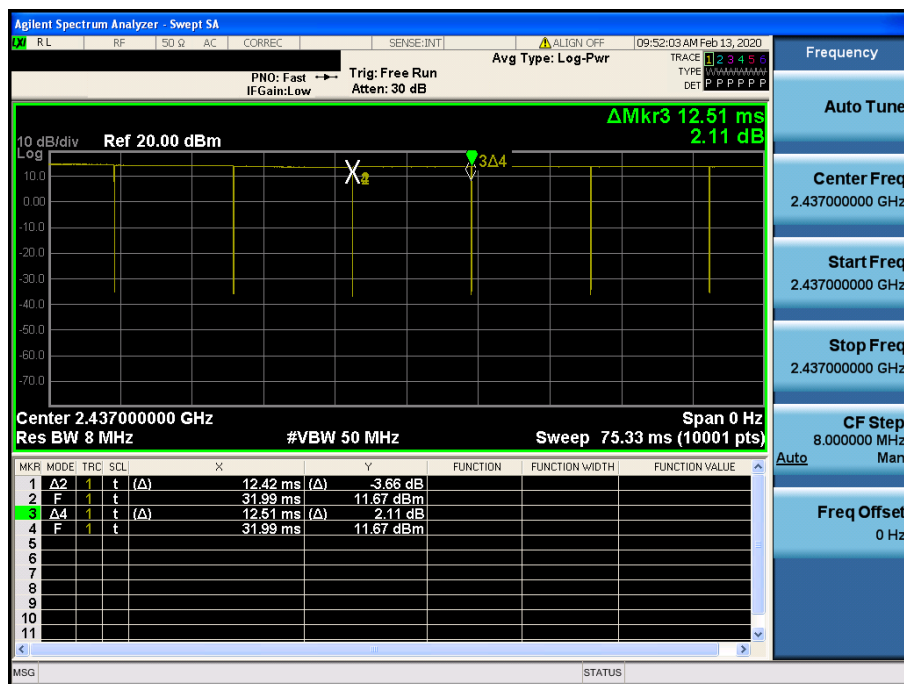 Agilent Spectrum Analyzer - Swept SA
LXI RL RF 50 Ω AC CORREC SENSE:INT ALIGN OFF 09:52:03 AM Feb 13, 2020
Frequency
Avg Type: Log-Pwr
TRACE 1 2 3 4 5 6
PNO: Fast Trig: Free Run
TYPE WWWWWW
IFGain:Low Atten: 30 dB
DET P P P P P P
Auto Tune
ΔMkr3 12.51 ms
2.11 dB
10 dB/div Ref 20.00 dBm
Log
3Δ4
2
10.0
0.00
-10.0
-20.0
-30.0
-40.0
-50.0
-60.0
-70.0
Center Freq
2.437000000 GHz
Start Freq
2.437000000 GHz
Stop Freq
2.437000000 GHz
Center 2.437000000 GHz Span 0 Hz
Res BW 8 MHz #VBW 50 MHz Sweep 75.33 ms (10001 pts)
CF Step
8.000000 MHz
Auto Man
Freq Offset
0 Hz
MKR MODE TRC SCL X Y FUNCTION FUNCTION WIDTH FUNCTION VALUE
1 Δ2 1 t (Δ) 12.42 ms (Δ) -3.66 dB
2 F 1 t 31.99 ms 11.67 dBm
3 Δ4 1 t (Δ) 12.51 ms (Δ) 2.11 dB
4 F 1 t 31.99 ms 11.67 dBm
5
6
7
8
9
10
11
MSG STATUS